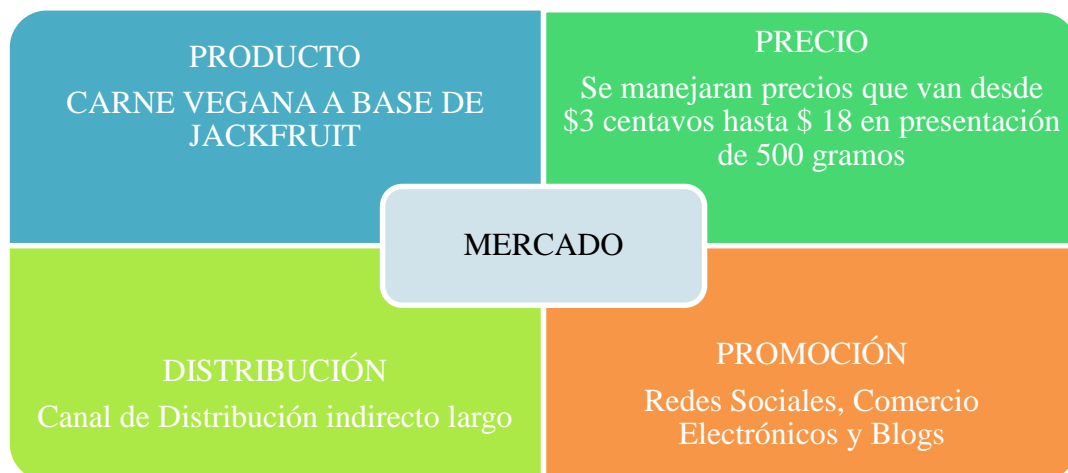 PRODUCTO
CARNE VEGANA A BASE DE
JACKFRUIT
PRECIO
Se manejaran precios que van desde
$3 centavos hasta $ 18 en presentación
de 500 gramos
MERCADO
DISTRIBUCIÓN
Canal de Distribución indirecto largo
PROMOCIÓN
Redes Sociales, Comercio
Electrónicos y Blogs